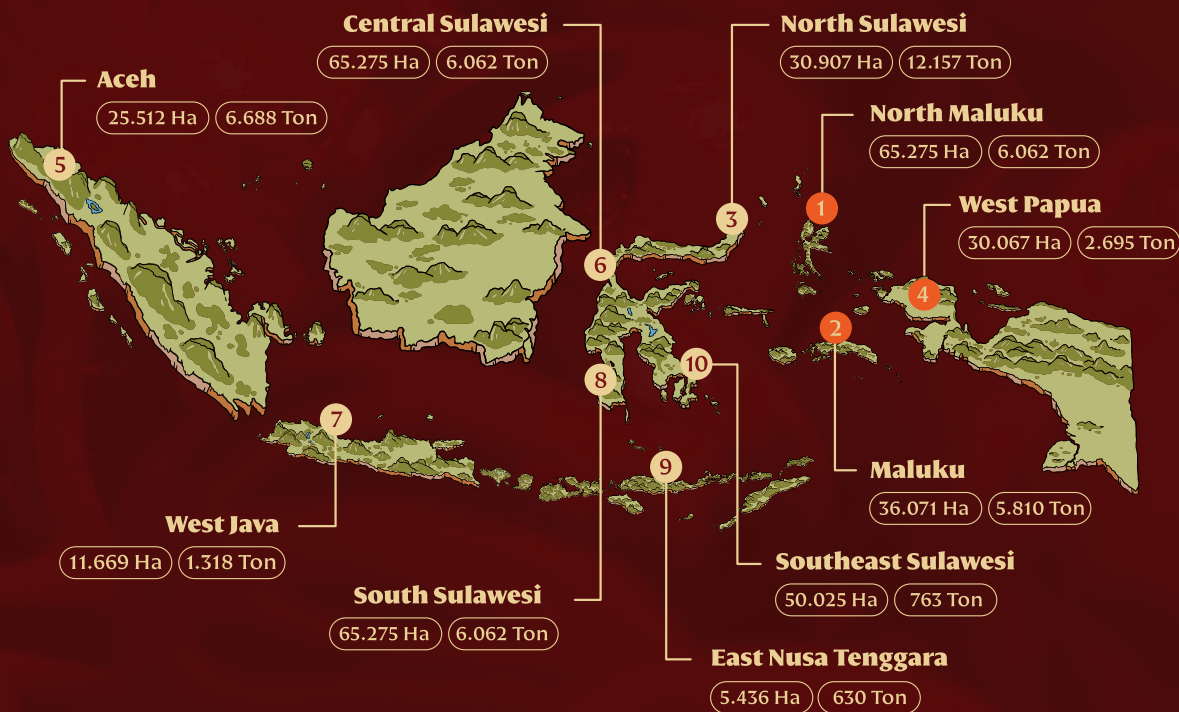 Central Sulawesi
65.275 Ha 6.062 Ton
North Sulawesi
30.907 Ha 12.157 Ton
Aceh
25.512 Ha 6.688 Ton
North Maluku
65.275 Ha 6.062 Ton
West Papua
30.067 Ha 2.695 Ton
5
1
3
6
4
2
10
8
7
9
Maluku
36.071 Ha 5.810 Ton
West Java
11.669 Ha 1.318 Ton
Southeast Sulawesi
50.025 Ha 763 Ton
South Sulawesi
65.275 Ha 6.062 Ton
East Nusa Tenggara
5.436 Ha 630 Ton